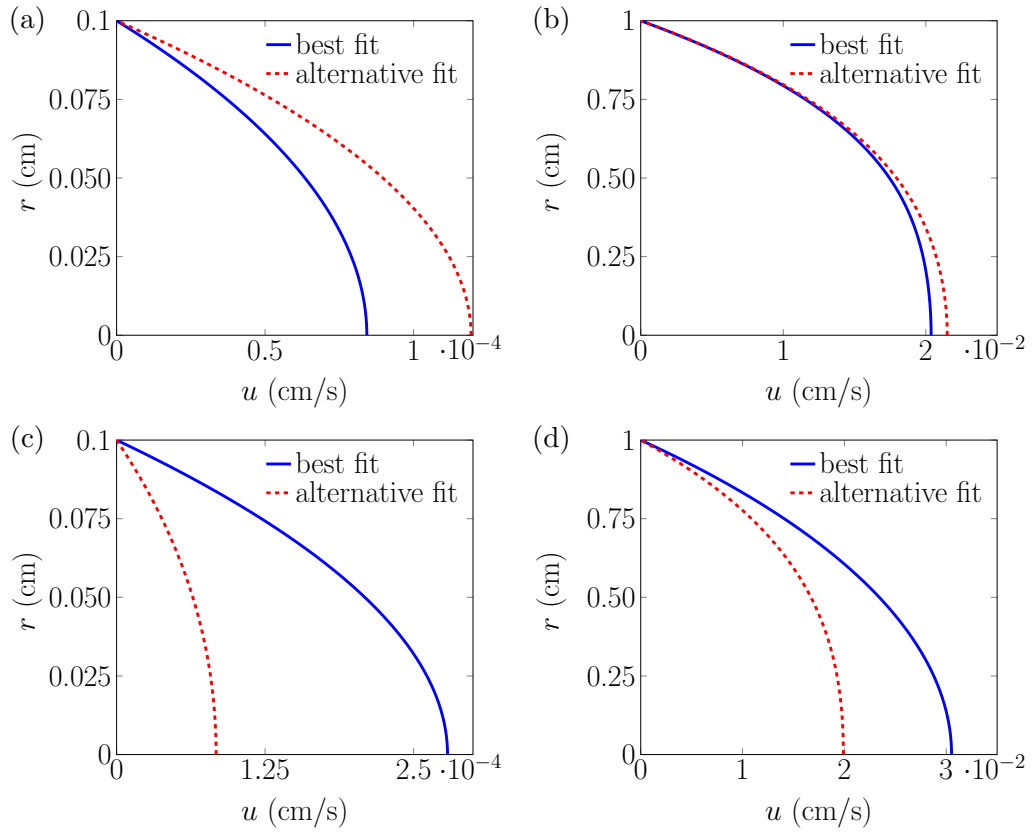 (a)
0.1
0.075
0.050
0.025
0
r (cm)
best fit
alternative fit
0 0.5 1 ·10⁻⁴
u (cm/s)
(b)
1
0.75
0.50
0.25
0
r (cm)
best fit
alternative fit
0 1 2 ·10⁻²
u (cm/s)
(c)
0.1
0.075
0.050
0.025
0
r (cm)
best fit
alternative fit
0 1.25 2.5 ·10⁻⁴
u (cm/s)
(d)
1
0.75
0.50
0.25
0
r (cm)
best fit
alternative fit
0 1 2 3 ·10⁻²
u (cm/s)